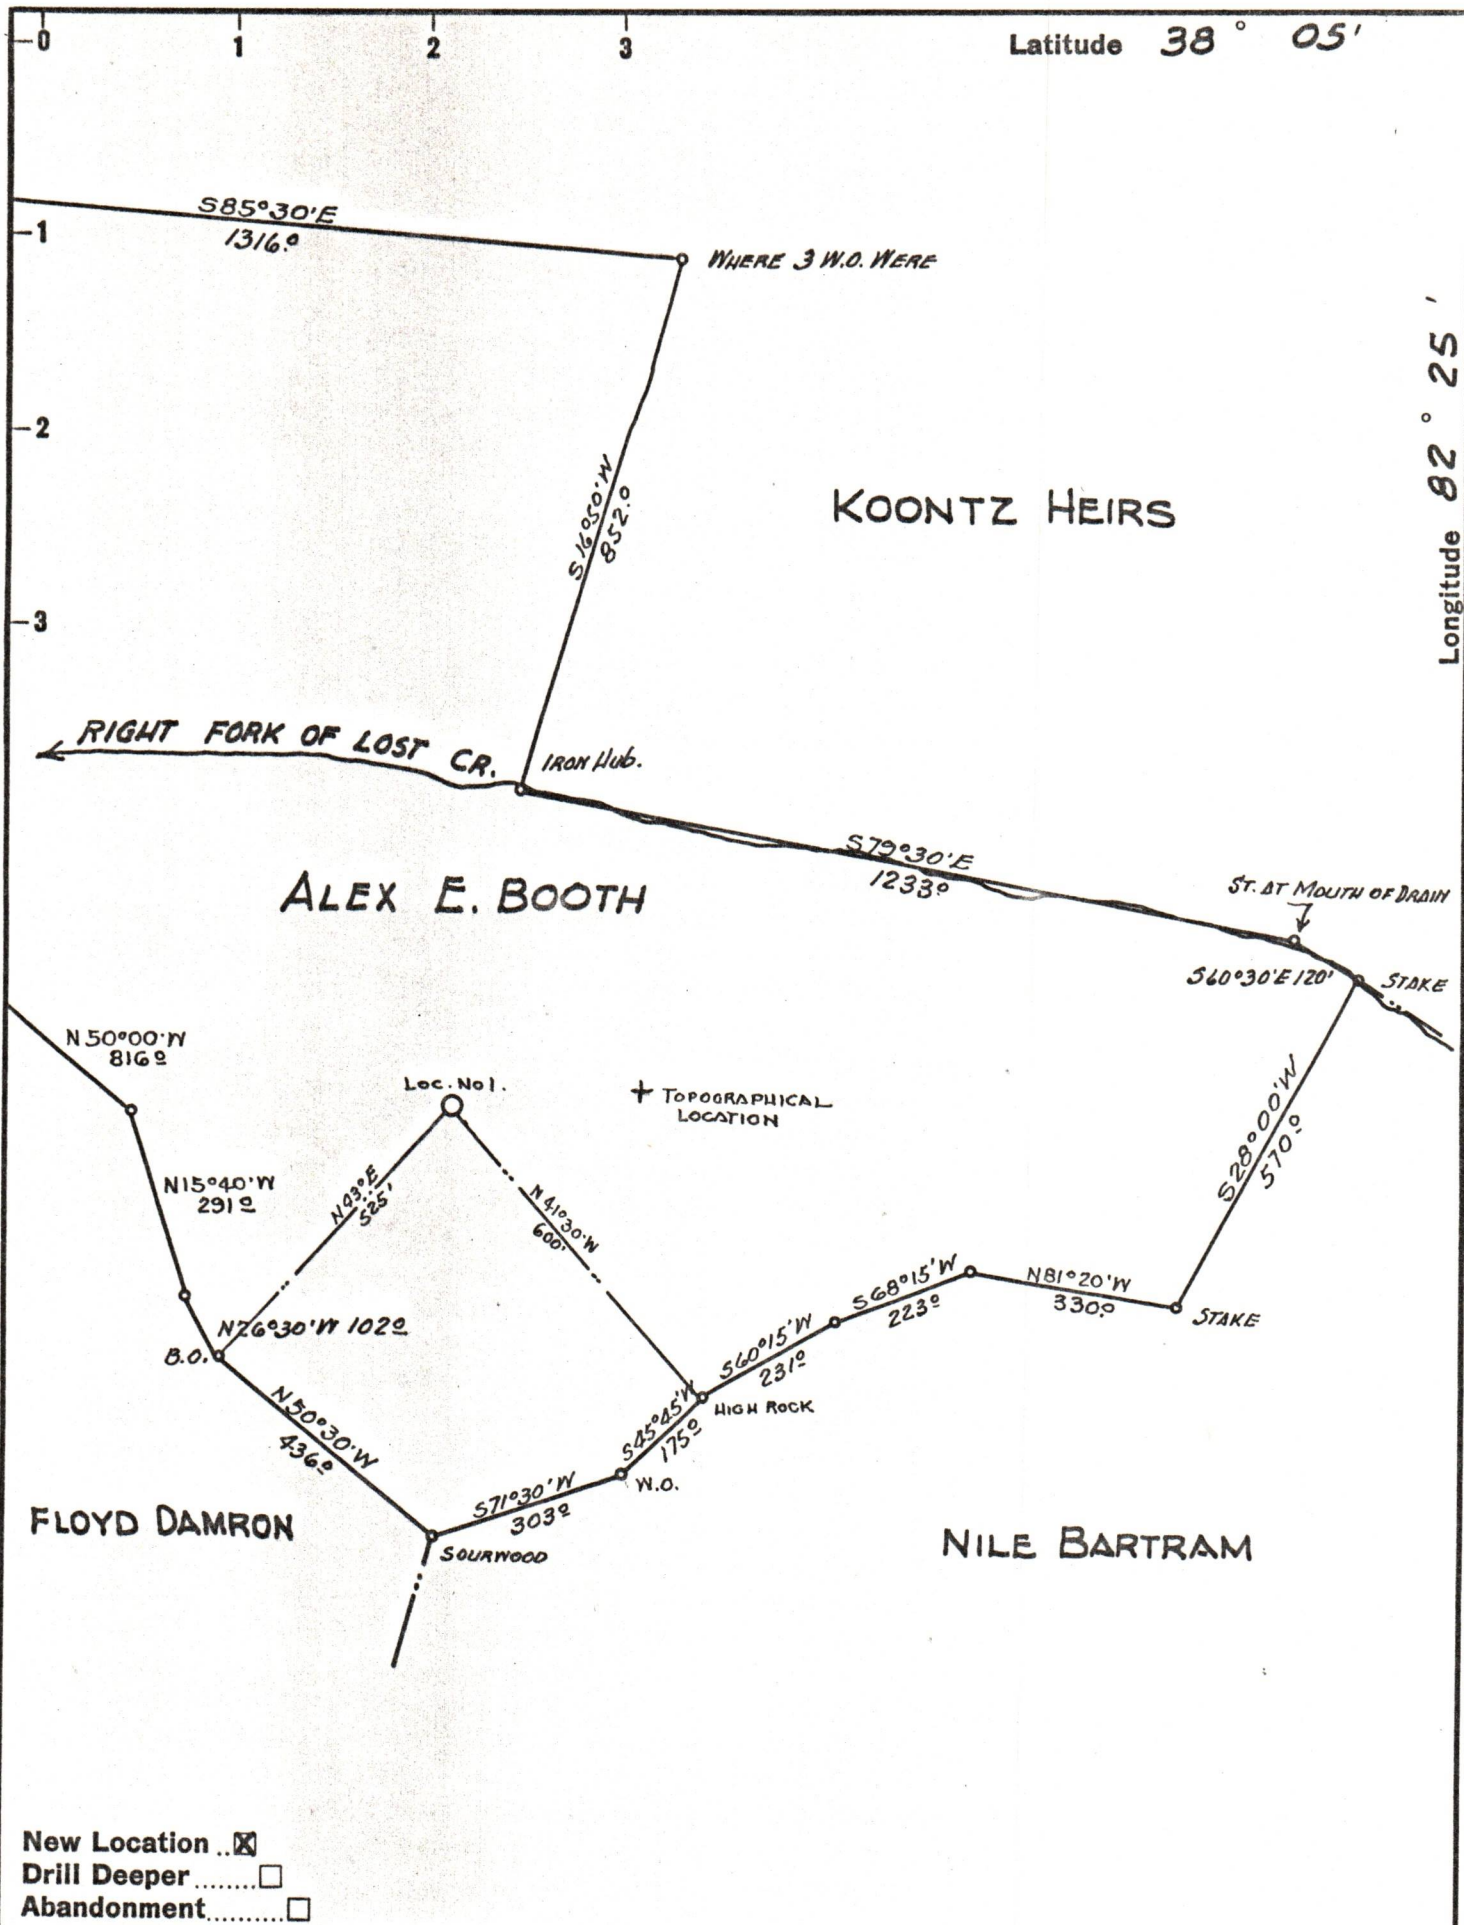 0 1 2 3 Latitude 38° 05'
S85°30'E
1316.0
1
WHERE 3 W.O. WERE
Longitude 82° 25'
2
S16°50'W
852.0
KOONTZ HEIRS
3
RIGHT FORK OF LOST CR.
IRON HUB.
S79°30'E
1233.0
ALEX E. BOOTH
ST. AT MOUTH OF DRAIN
S60°30'E 120'
STAKE
N50°00'W
816.0
LOC. No 1.
+ TOPOGRAPHICAL
LOCATION
S28°00'W
570.0
N15°40'W
291.0
N43°E
525'
N41°30'W
600'
S68°15'W
223.0
N81°20'W
330.0
STAKE
N26°30'W 102.0
B.O.
S60°15'W
231.0
HIGH ROCK
N50°30'W
436.0
S45°45'W
175.0
W.O.
S71°30'W
303.0
FLOYD DAMRON
SOURWOOD
NILE BARTRAM
New Location..☒
Drill Deeper........☐
Abandonment..........☐